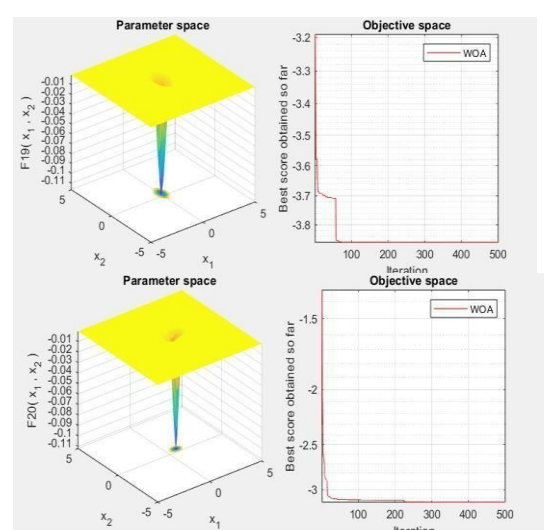 Parameter space
Objective space
F19( x1 , x2 )
-0.01
-0.02
-0.03
-0.04
-0.05
-0.06
-0.07
-0.08
-0.09
-0.1
-0.11
5
0
-5
-5
0
5
x2
x1
Best score obtained so far
-3.2
-3.3
-3.4
-3.5
-3.6
-3.7
-3.8
WOA
100 200 300 400 500
Iteration
Parameter space
Objective space
F20( x1 , x2 )
-0.01
-0.02
-0.03
-0.04
-0.05
-0.06
-0.07
-0.08
-0.09
-0.1
-0.11
5
0
-5
-5
0
5
x2
x1
Best score obtained so far
-1.5
-2
-2.5
-3
WOA
100 200 300 400 500
Iteration